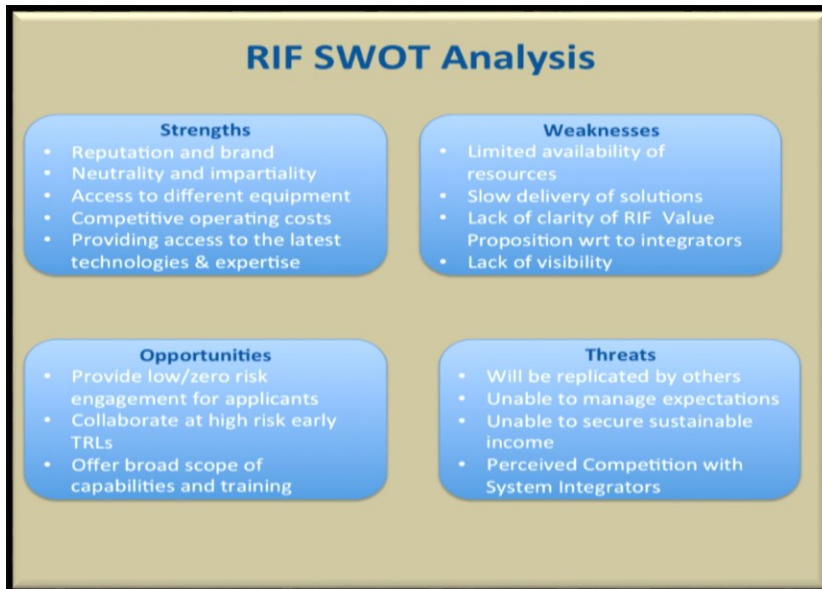 RIF SWOT Analysis
Strengths
• Reputation and brand
• Neutrality and impartiality
• Access to different equipment
• Competitive operating costs
• Providing access to the latest
technologies & expertise
Weaknesses
• Limited availability of
resources
• Slow delivery of solutions
• Lack of clarity of RIF Value
Proposition wrt to integrators
• Lack of visibility
Opportunities
• Provide low/zero risk
engagement for applicants
• Collaborate at high risk early
TRLs
• Offer broad scope of
capabilities and training
Threats
• Will be replicated by others
• Unable to manage expectations
• Unable to secure sustainable
income
• Perceived Competition with
System Integrators